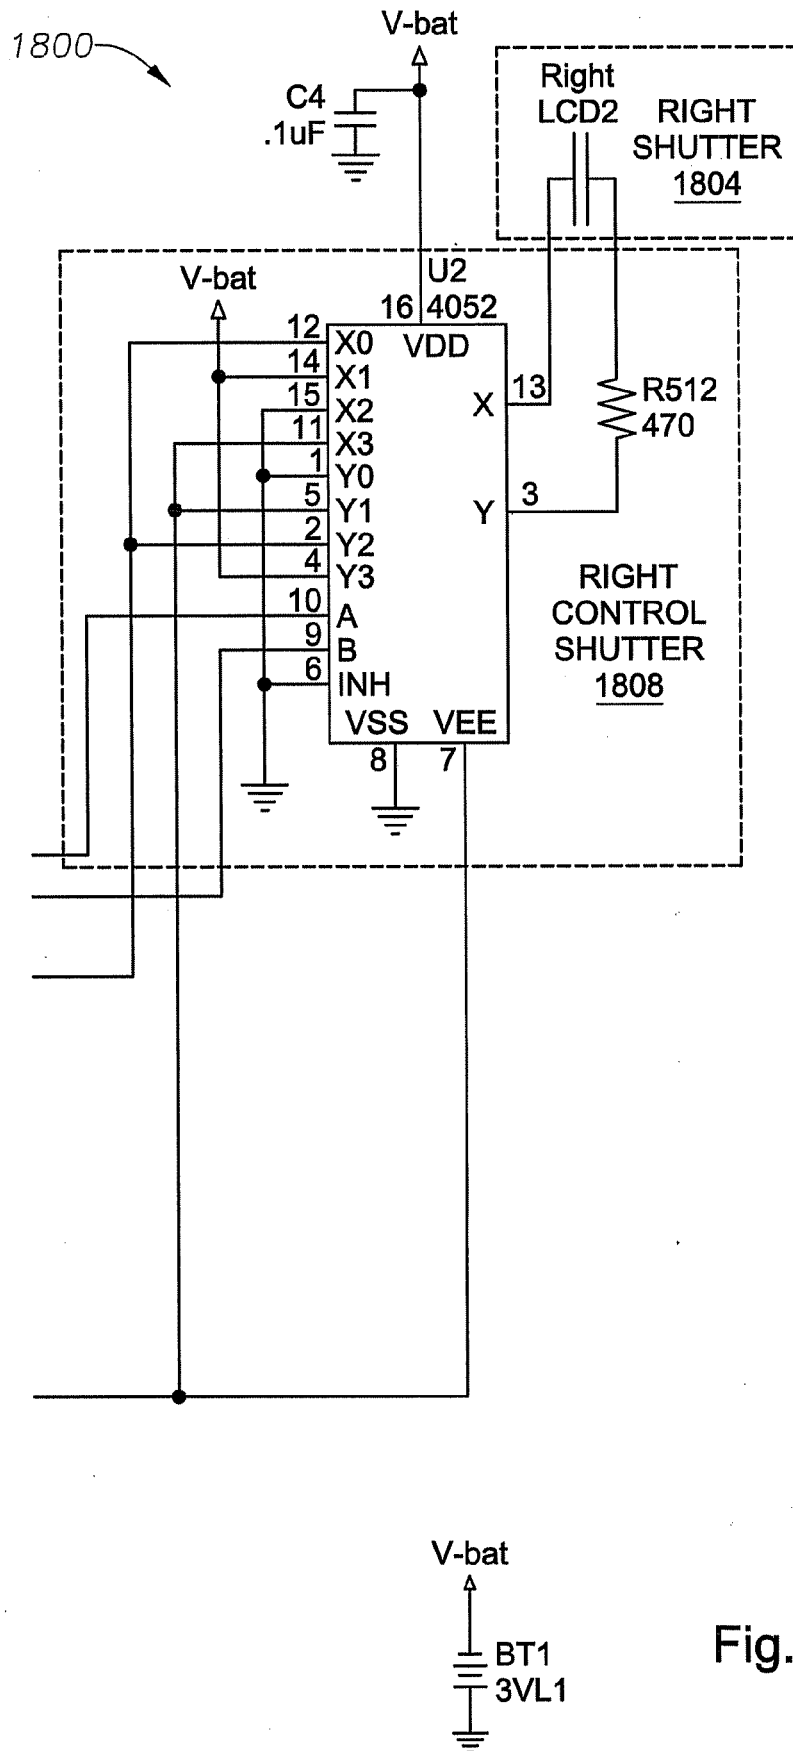 1800
V-bat
C4
.1uF
Right
LCD2
RIGHT
SHUTTER
1804
V-bat
U2
16 4052
VDD
12 X0
14 X1
15 X2
11 X3
1 Y0
5 Y1
2 Y2
4 Y3
10 A
9 B
6 INH
X 13
Y 3
R512
470
VSS VEE
8 7
RIGHT
CONTROL
SHUTTER
1808
V-bat
BT1
3VL1
Fig.